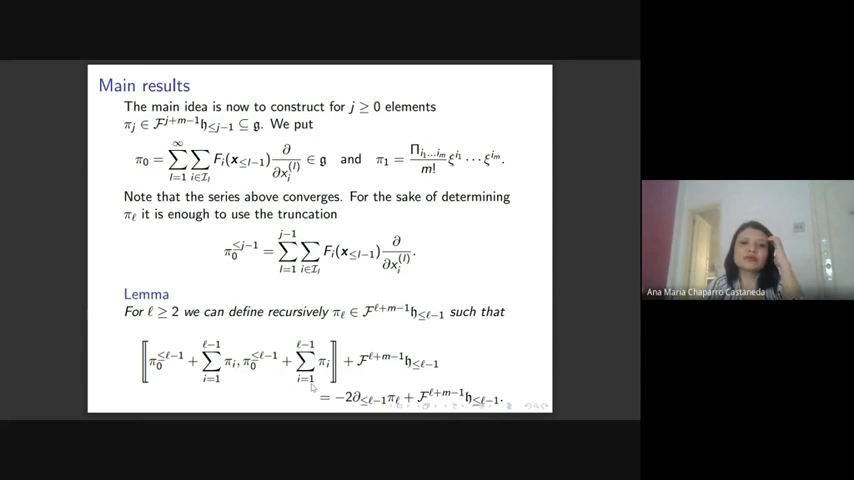 Main results
The main idea is now to construct for j ≥ 0 elements
π_j ∈ 𝓕^{j+m−1}𝔥_{≤j−1} ⊆ 𝔤. We put
π_0 = ∑_{l=1}^{∞} ∑_{i∈𝓘_l} F_i(𝒙_{≤l−1}) ∂/∂x_i^{(l)} ∈ 𝔤 and π_1 = Π_{i_1…i_m}/m! ξ^{i_1} ⋯ ξ^{i_m}.
Note that the series above converges. For the sake of determining
π_ℓ it is enough to use the truncation
π_0^{≤j−1} = ∑_{l=1}^{j−1} ∑_{i∈𝓘_l} F_i(𝒙_{≤l−1}) ∂/∂x_i^{(l)}.
Lemma
For ℓ ≥ 2 we can define recursively π_ℓ ∈ 𝓕^{ℓ+m−1}𝔥_{≤ℓ−1} such that
⟦π_0^{≤ℓ−1} + ∑_{i=1}^{ℓ−1} π_i, π_0^{≤ℓ−1} + ∑_{i=1}^{ℓ−1} π_i⟧ + 𝓕^{ℓ+m−1}𝔥_{≤ℓ−1}
= −2∂_{≤ℓ−1}π_ℓ + 𝓕^{ℓ+m−1}𝔥_{≤ℓ−1}.
Ana Maria Chaparro Castaneda